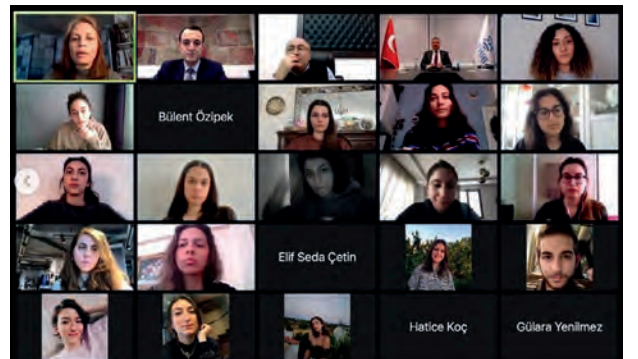 Bülent Özipek
Elif Seda Çetin
Hatice Koç
Gülara Yenilmez